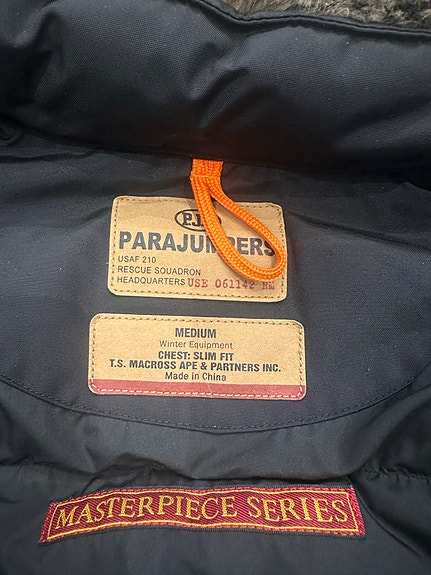 P.J.S
PARAJUMPERS
USAF 210
RESCUE SQUADRON
HEADQUARTERS USE 061142 NE
MEDIUM
Winter Equipment
CHEST: SLIM FIT
T.S. MACROSS APE & PARTNERS INC.
Made in China
MASTERPIECE SERIES